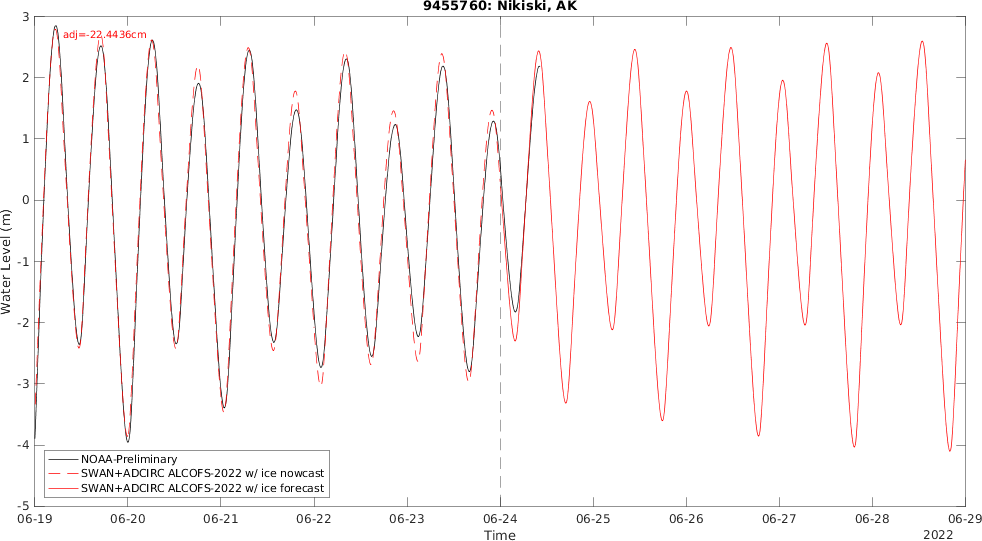 9455760: Nikiski, AK
adj=-22.4436cm
3
2
1
0
-1
-2
-3
-4
-5
Water Level (m)
NOAA-Preliminary
SWAN+ADCIRC ALCOFS-2022 w/ ice nowcast
SWAN+ADCIRC ALCOFS-2022 w/ ice forecast
06-19 06-20 06-21 06-22 06-23 06-24 06-25 06-26 06-27 06-28 06-29
Time
2022